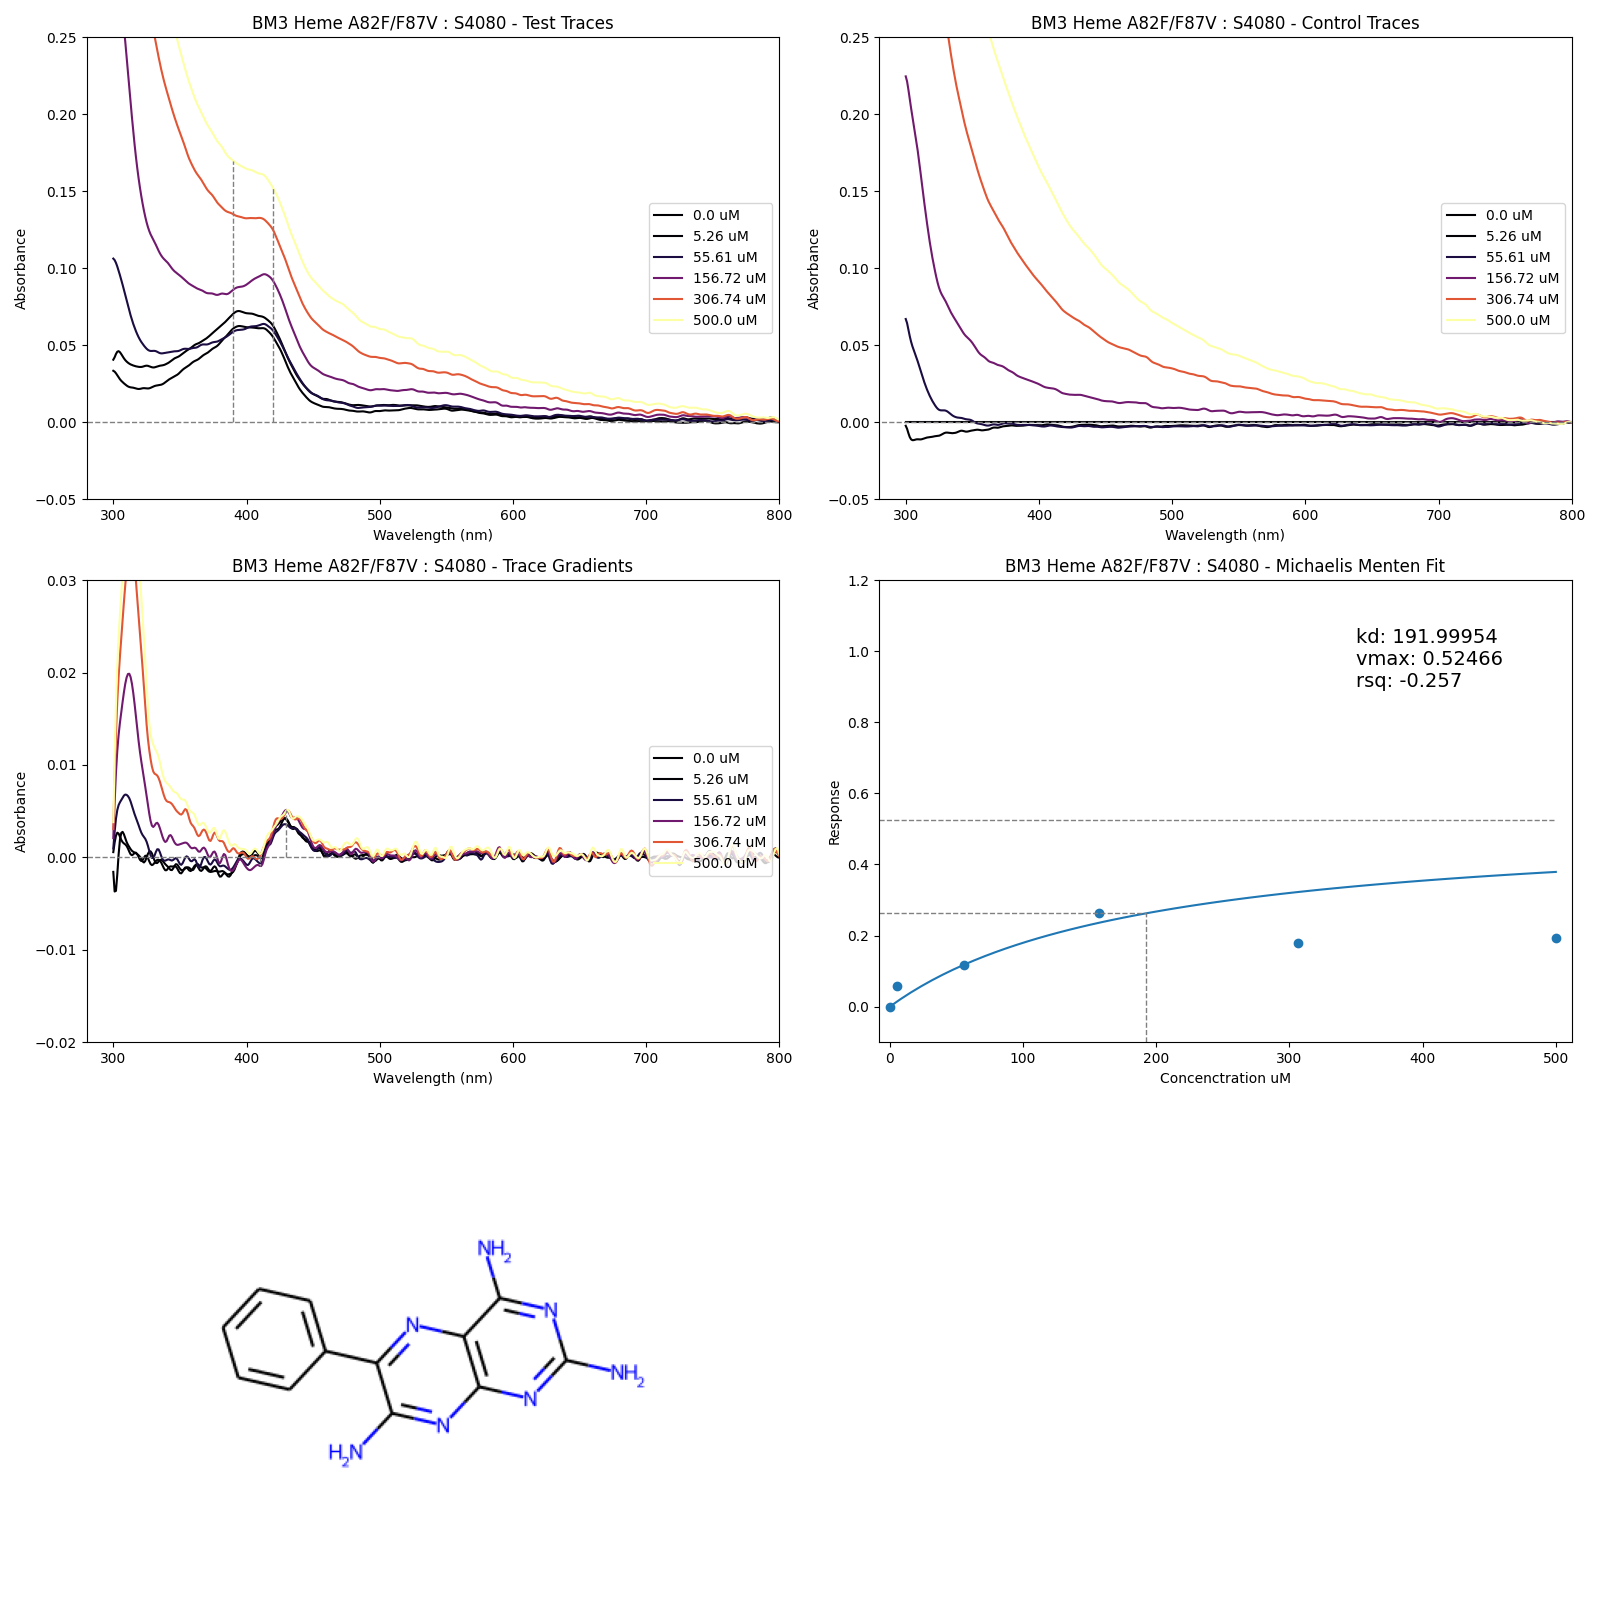 BM3 Heme A82F/F87V : S4080 - Test Traces
0.25
0.20
0.15
0.10
0.05
0.00
−0.05
Absorbance
300 400 500 600 700 800
Wavelength (nm)
0.0 uM
5.26 uM
55.61 uM
156.72 uM
306.74 uM
500.0 uM
BM3 Heme A82F/F87V : S4080 - Control Traces
0.25
0.20
0.15
0.10
0.05
0.00
−0.05
Absorbance
300 400 500 600 700 800
Wavelength (nm)
0.0 uM
5.26 uM
55.61 uM
156.72 uM
306.74 uM
500.0 uM
BM3 Heme A82F/F87V : S4080 - Trace Gradients
0.03
0.02
0.01
0.00
−0.01
−0.02
Absorbance
300 400 500 600 700 800
Wavelength (nm)
0.0 uM
5.26 uM
55.61 uM
156.72 uM
306.74 uM
500.0 uM
BM3 Heme A82F/F87V : S4080 - Michaelis Menten Fit
1.2
1.0
0.8
0.6
0.4
0.2
0.0
Response
kd: 191.99954
vmax: 0.52466
rsq: -0.257
0 100 200 300 400 500
Concenctration uM
NH2
N N
NH2
N N
H2N